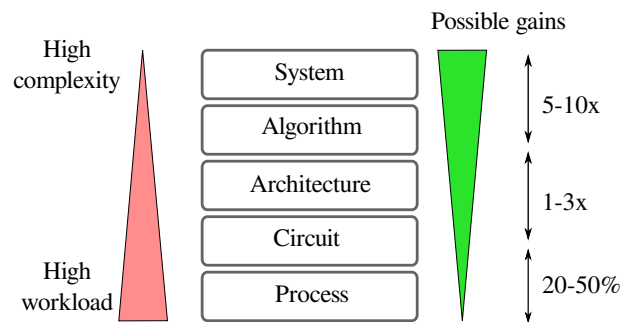 Possible gains
High
complexity
System
Algorithm
5-10x
Architecture
1-3x
Circuit
High
workload
Process
20-50%